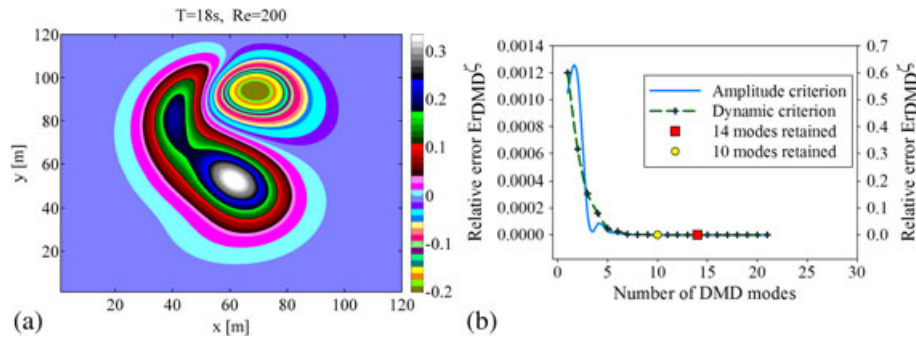 T=18s, Re=200
120
100
80
60
40
20
y [m]
20 40 60 80 100 120
x [m]
0.3
0.2
0.1
0
-0.1
-0.2
(a)
Relative error ErDMDζ
0.0014
0.0012
0.0010
0.0008
0.0006
0.0004
0.0002
0.0000
0 5 10 15 20 25 30
Number of DMD modes
Amplitude criterion
Dynamic criterion
14 modes retained
10 modes retained
0.7
0.6
0.5
0.4
0.3
0.2
0.1
0.0
Relative error ErDMDζ
(b)